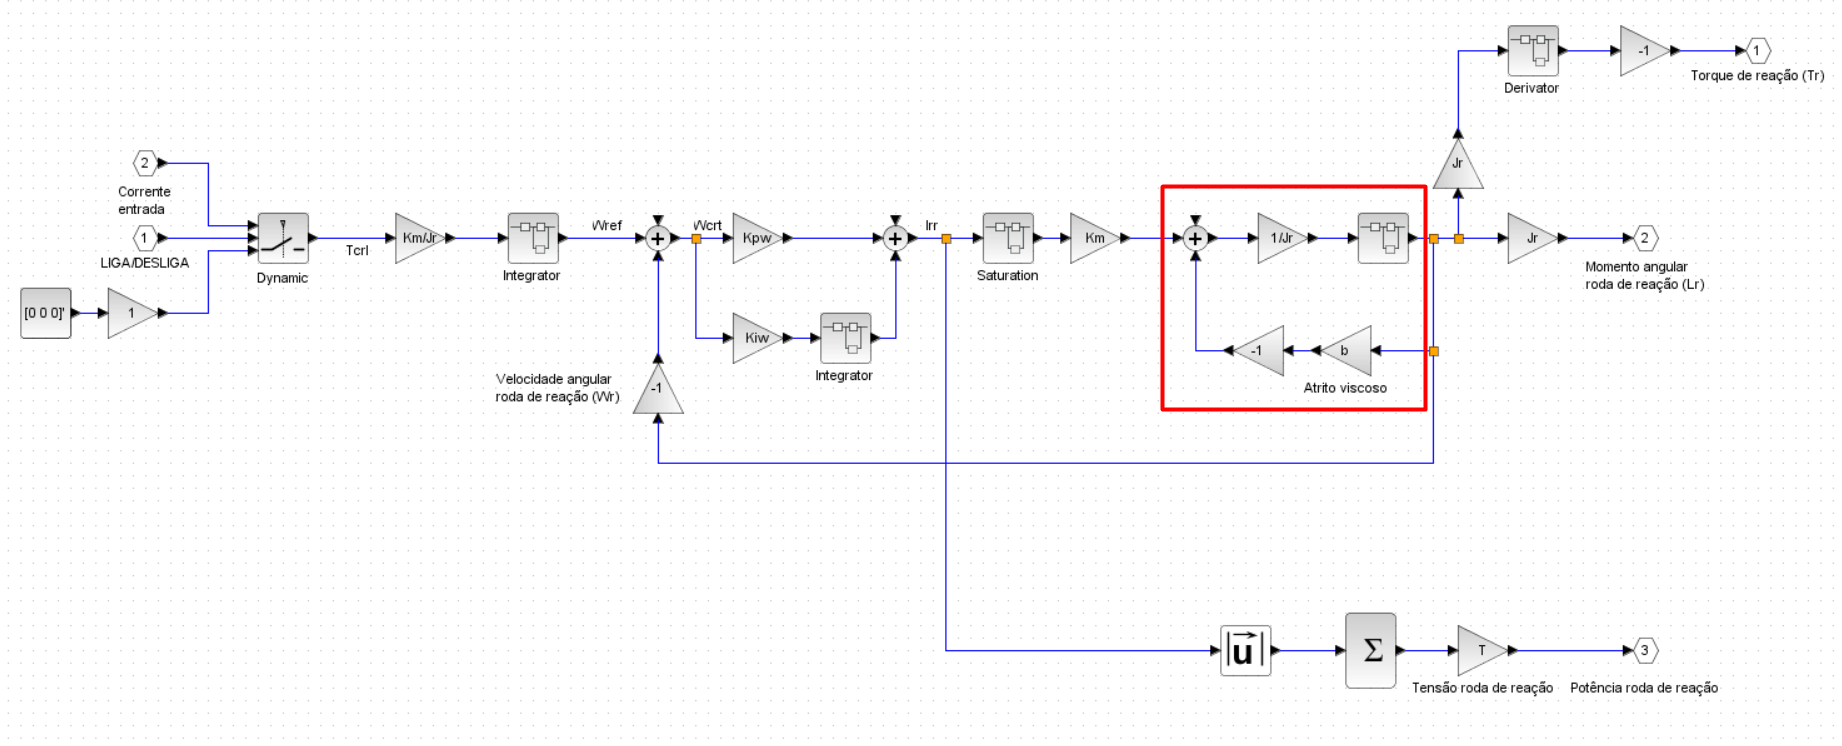 Derivator
-1
1
Torque de reação (Tr)
Jr
2
Corrente
entrada
1
LIGA/DESLIGA
Dynamic
Tcrl
Km/Jr
Integrator
Wref
+
Wcrt
Kpw
+
Irr
Saturation
Km
+
1/Jr
Jr
2
Momento angular
roda de reação (Lr)
[0 0 0]'
1
Kiw
Integrator
-1
b
Atrito viscoso
Velocidade angular
roda de reação (Wr)
-1
|u|
Σ
T
3
Tensão roda de reação
Potência roda de reação